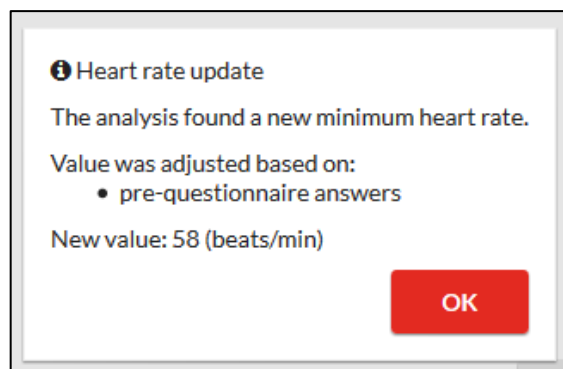 Heart rate update
The analysis found a new minimum heart rate.
Value was adjusted based on:
• pre-questionnaire answers
New value: 58 (beats/min)
OK